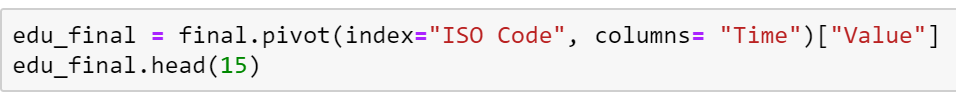 edu_final = final.pivot(index="ISO Code", columns= "Time")["Value"]
edu_final.head(15)